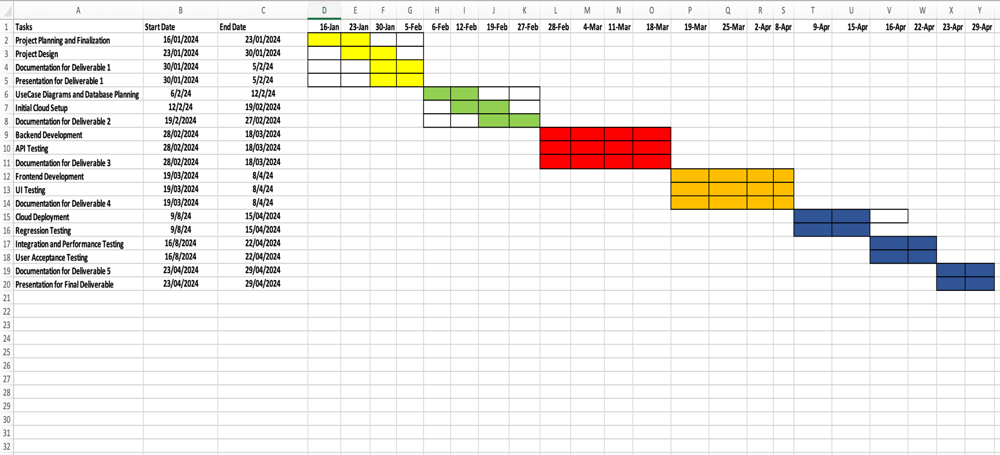 A B C D E F G H I J K L M N O P Q R S T U V W X Y
1 Tasks Start Date End Date 16-Jan 23-Jan 30-Jan 5-Feb 6-Feb 12-Feb 19-Feb 27-Feb 28-Feb 4-Mar 11-Mar 18-Mar 19-Mar 25-Mar 2-Apr 8-Apr 9-Apr 15-Apr 16-Apr 22-Apr 23-Apr 29-Apr
2 Project Planning and Finalization 16/01/2024 23/01/2024
3 Project Design 23/01/2024 30/01/2024
4 Documentation for Deliverable 1 30/01/2024 5/2/24
5 Presentation for Deliverable 1 30/01/2024 5/2/24
6 UseCase Diagrams and Database Planning 6/2/24 12/2/24
7 Initial Cloud Setup 12/2/24 19/02/2024
8 Documentation for Deliverable 2 19/2/2024 27/02/2024
9 Backend Development 28/02/2024 18/03/2024
10 API Testing 28/02/2024 18/03/2024
11 Documentation for Deliverable 3 28/02/2024 18/03/2024
12 Frontend Development 19/03/2024 8/4/24
13 UI Testing 19/03/2024 8/4/24
14 Documentation for Deliverable 4 19/03/2024 8/4/24
15 Cloud Deployment 9/8/24 15/04/2024
16 Regression Testing 9/8/24 15/04/2024
17 Integration and Performance Testing 16/8/2024 22/04/2024
18 User Acceptance Testing 16/8/2024 22/04/2024
19 Documentation for Deliverable 5 23/04/2024 29/04/2024
20 Presentation for Final Deliverable 23/04/2024 29/04/2024
21
22
23
24
25
26
27
28
29
30
31
32